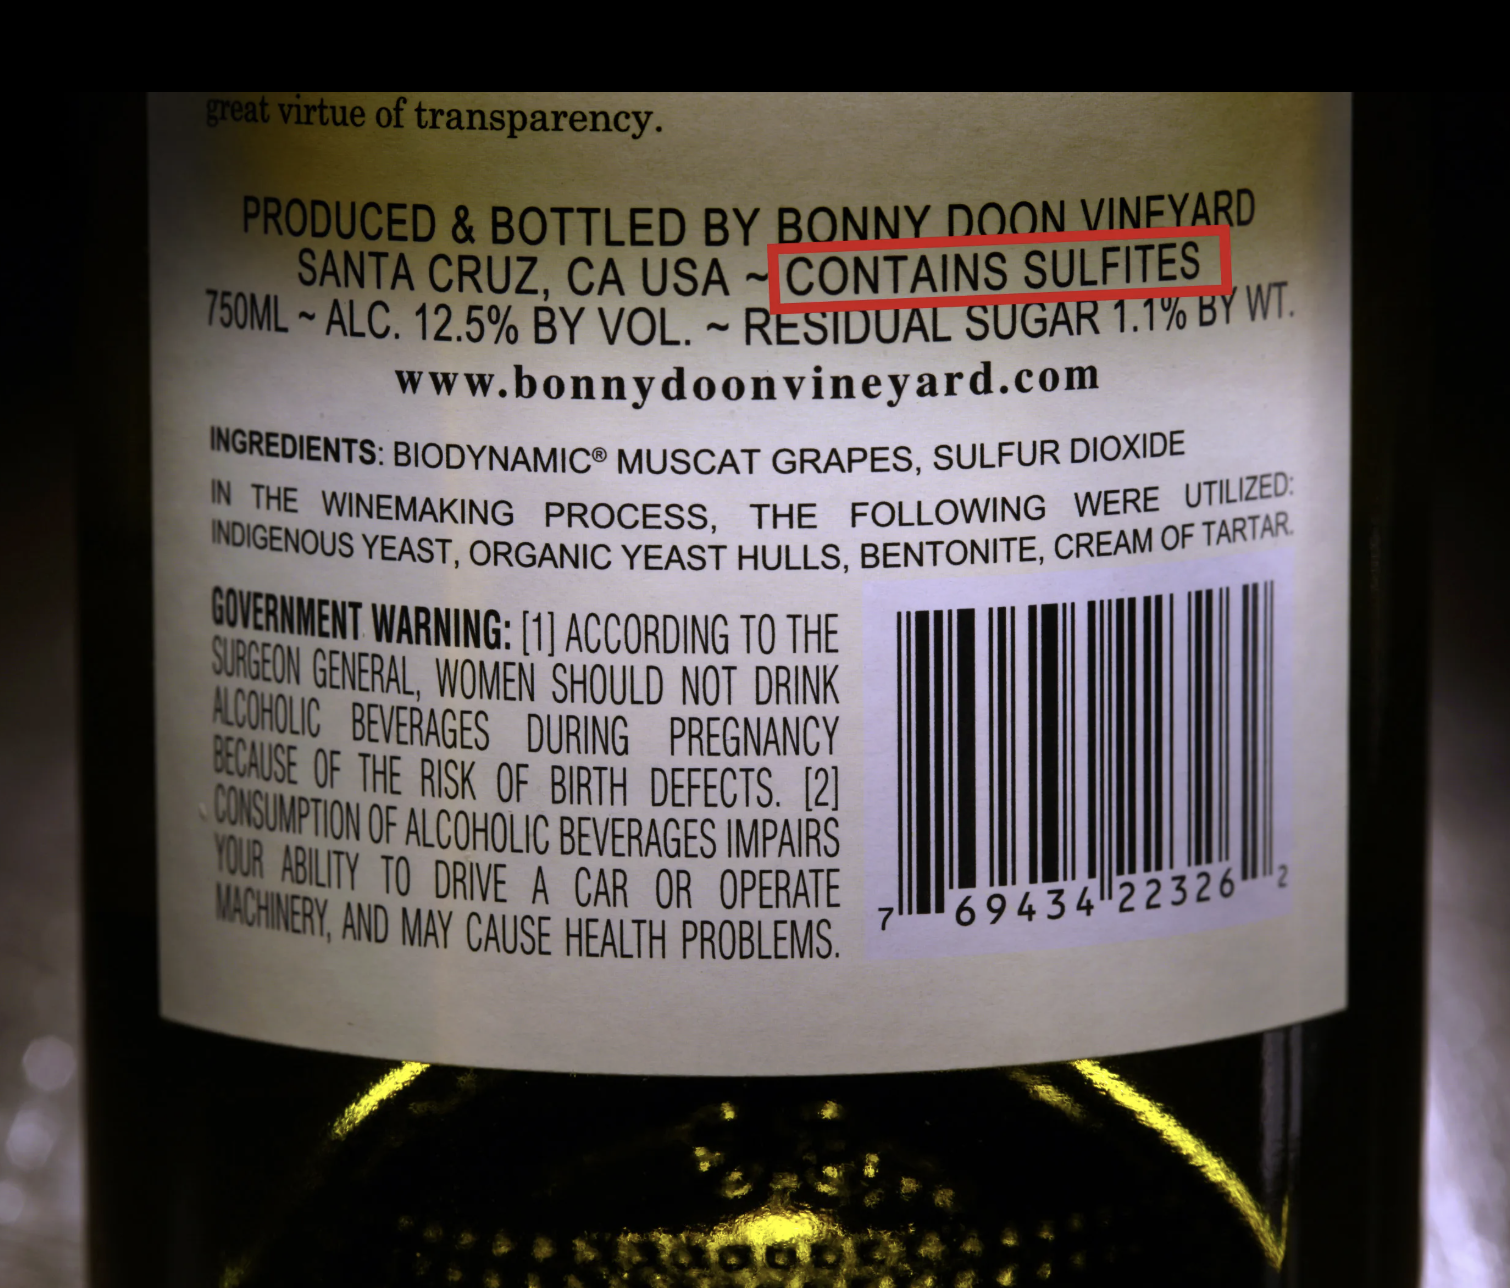 great virtue of transparency.
PRODUCED & BOTTLED BY BONNY DOON VINEYARD
SANTA CRUZ, CA USA ~ CONTAINS SULFITES
750ML ~ ALC. 12.5% BY VOL. ~ RESIDUAL SUGAR 1.1% BY WT.
www.bonnydoonvineyard.com
INGREDIENTS: BIODYNAMIC® MUSCAT GRAPES, SULFUR DIOXIDE
IN THE WINEMAKING PROCESS, THE FOLLOWING WERE UTILIZED:
INDIGENOUS YEAST, ORGANIC YEAST HULLS, BENTONITE, CREAM OF TARTAR.
GOVERNMENT WARNING: [1] ACCORDING TO THE
SURGEON GENERAL, WOMEN SHOULD NOT DRINK
ALCOHOLIC BEVERAGES DURING PREGNANCY
BECAUSE OF THE RISK OF BIRTH DEFECTS. [2]
CONSUMPTION OF ALCOHOLIC BEVERAGES IMPAIRS
YOUR ABILITY TO DRIVE A CAR OR OPERATE
MACHINERY, AND MAY CAUSE HEALTH PROBLEMS.
7 69434 22326 2